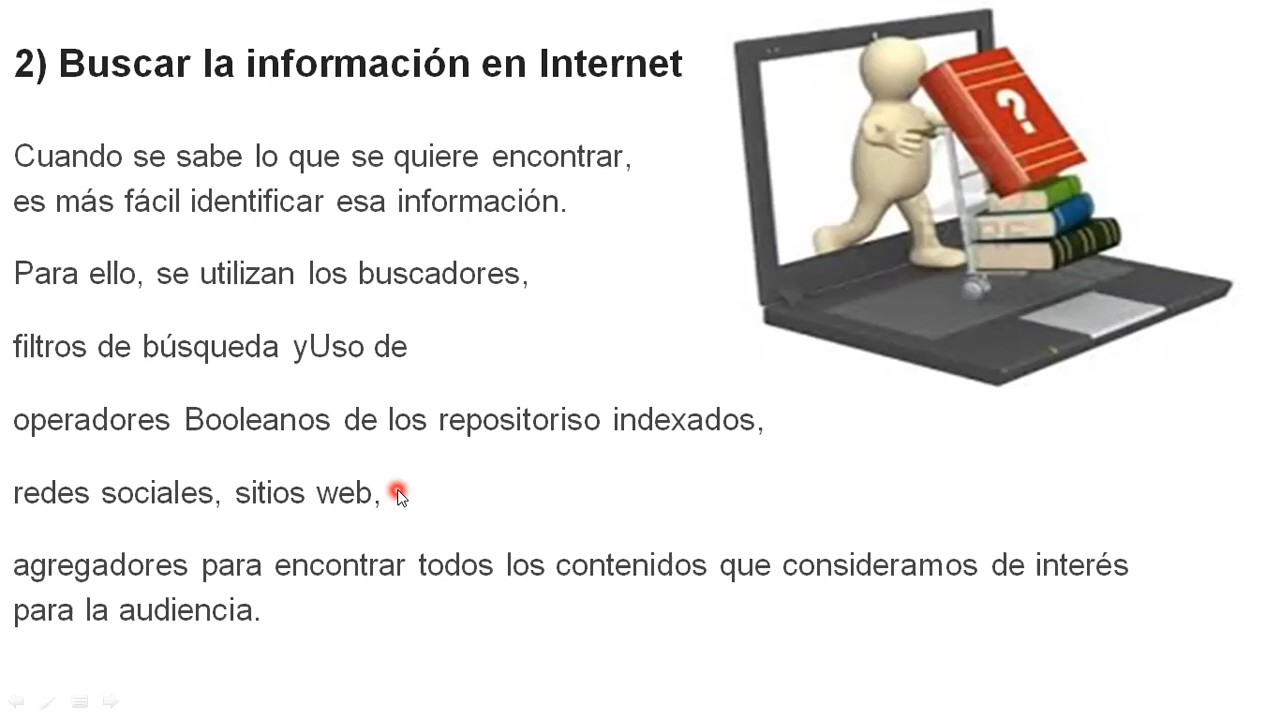 2) Buscar la información en Internet
Cuando se sabe lo que se quiere encontrar,
es más fácil identificar esa información.
Para ello, se utilizan los buscadores,
filtros de búsqueda yUso de
operadores Booleanos de los repositoriso indexados,
redes sociales, sitios web,
agregadores para encontrar todos los contenidos que consideramos de interés
para la audiencia.
?